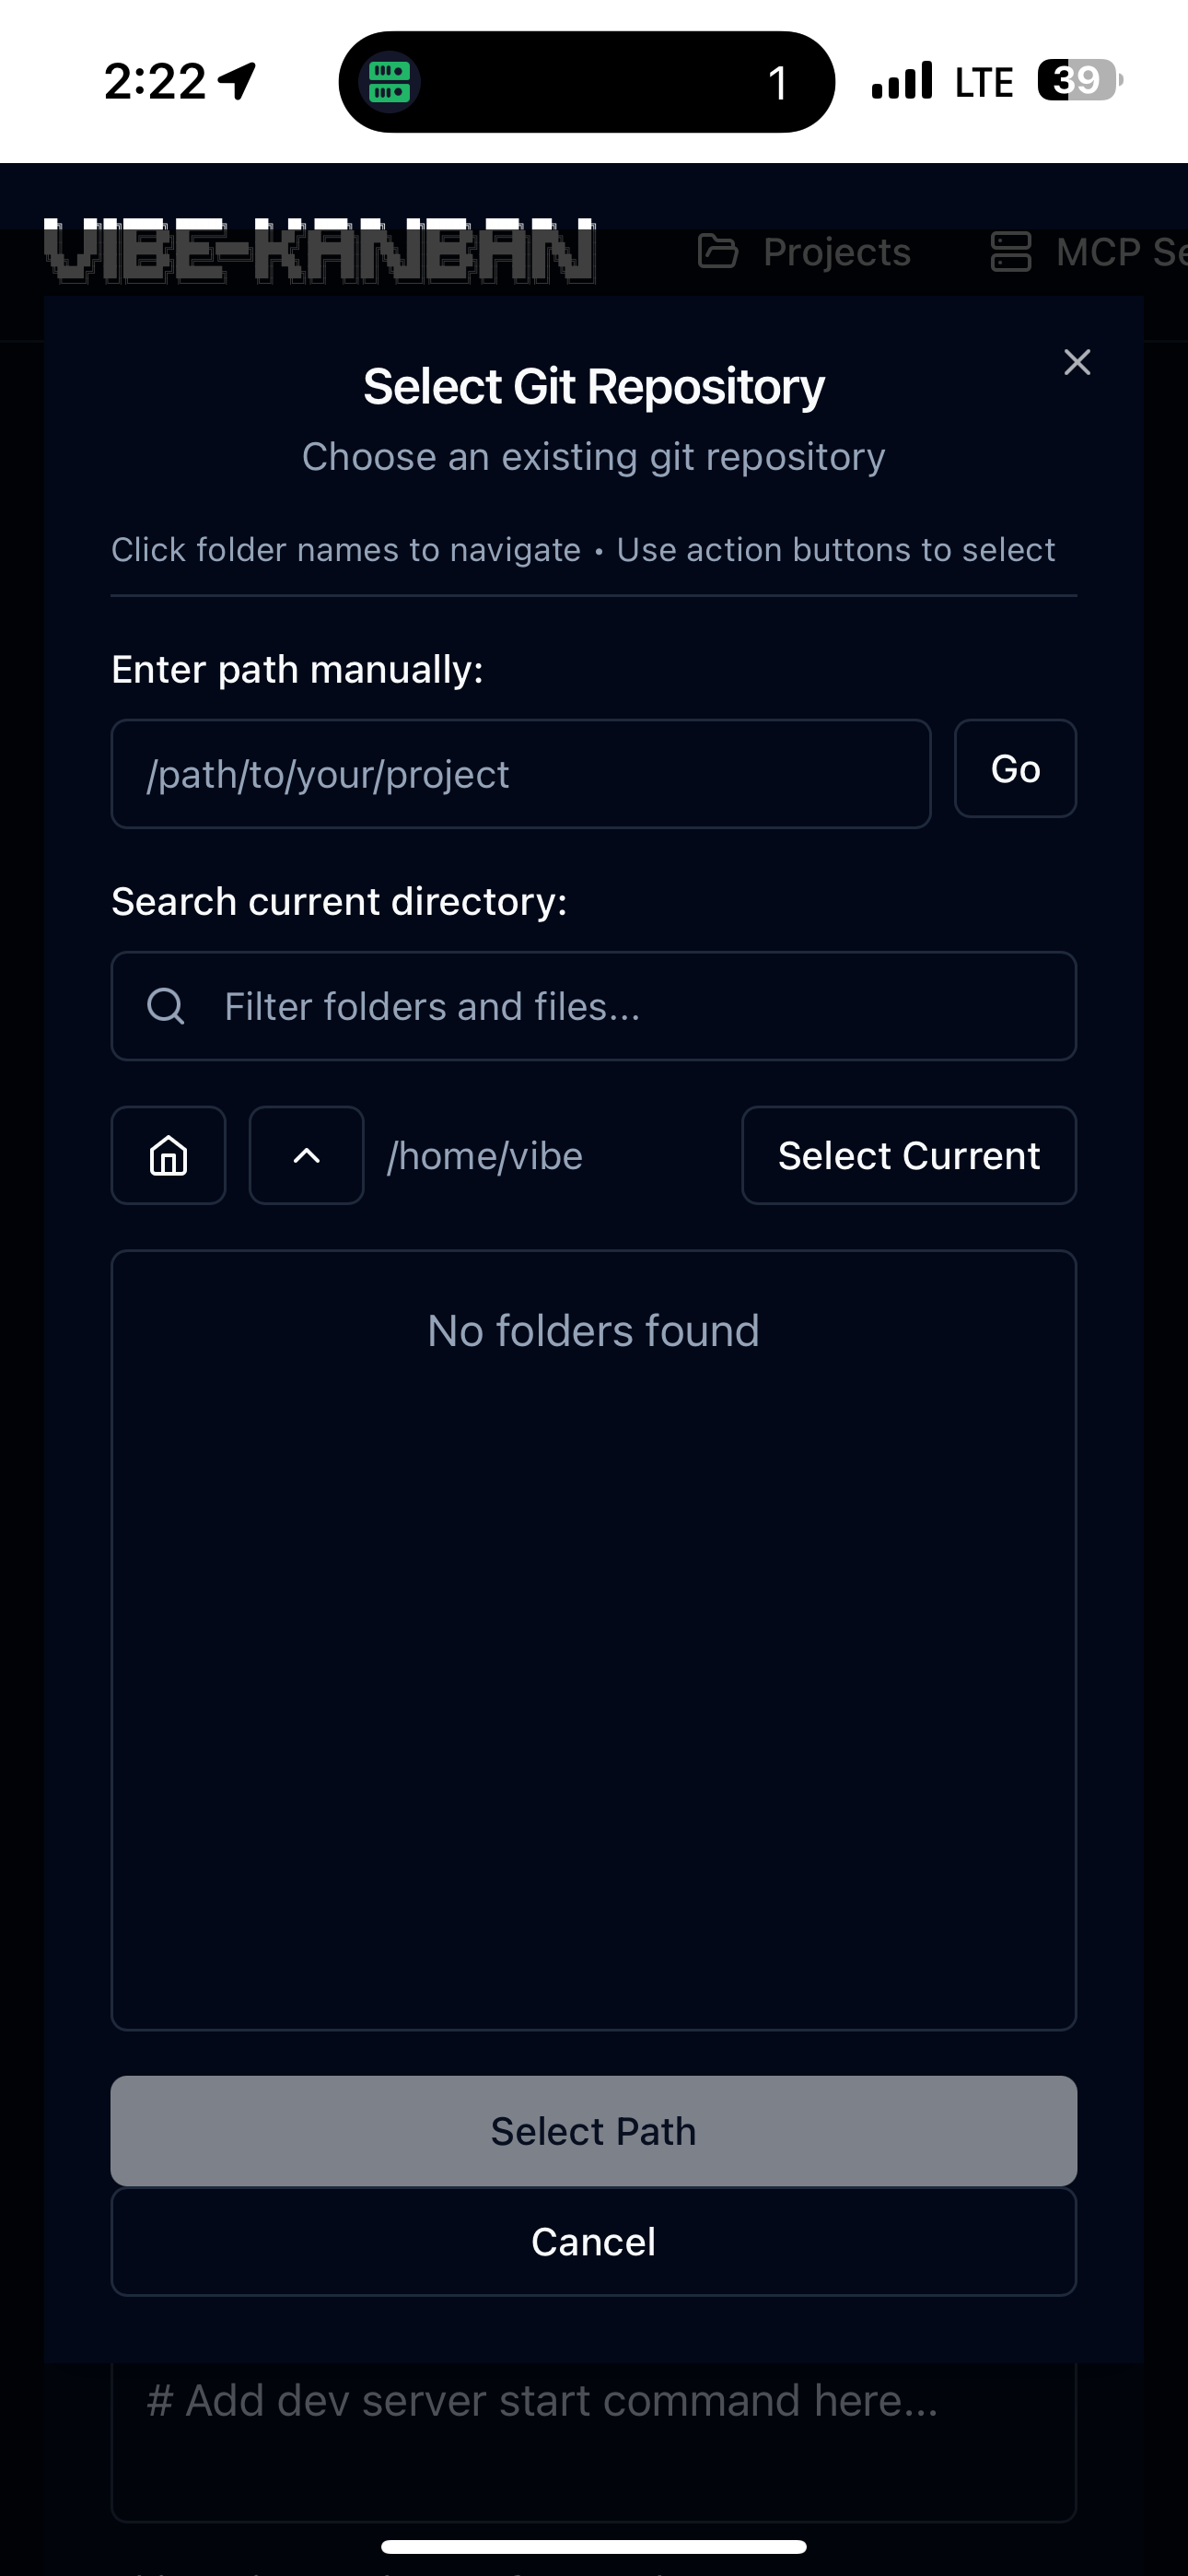 2:22
1
LTE
39
VIBE-KANBAN
Projects
MCP Se
Select Git Repository
Choose an existing git repository
Click folder names to navigate • Use action buttons to select
Enter path manually:
/path/to/your/project
Go
Search current directory:
Filter folders and files...
/home/vibe
Select Current
No folders found
Select Path
Cancel
# Add dev server start command here...